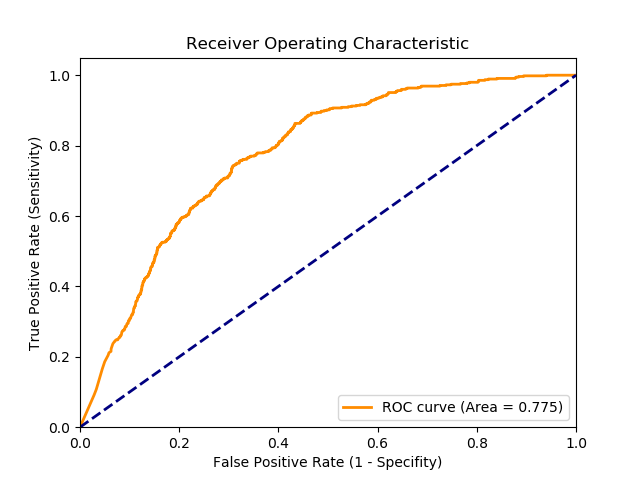 Receiver Operating Characteristic
1.0
0.8
0.6
0.4
0.2
0.0
True Positive Rate (Sensitivity)
ROC curve (Area = 0.775)
0.0 0.2 0.4 0.6 0.8 1.0
False Positive Rate (1 - Specifity)